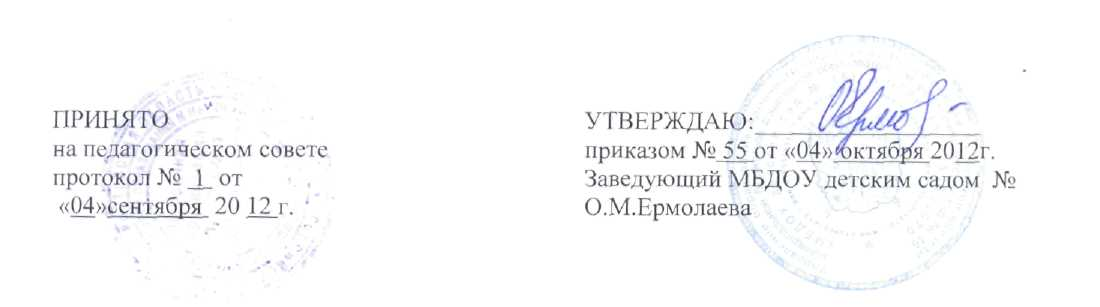 ПРИНЯТО
на педагогическом совете
протокол № 1 от
«04»сентября 20 12 г.
УТВЕРЖДАЮ:
приказом № 55 от «04» октября 2012г.
Заведующий МБДОУ детским садом №
О.М.Ермолаева